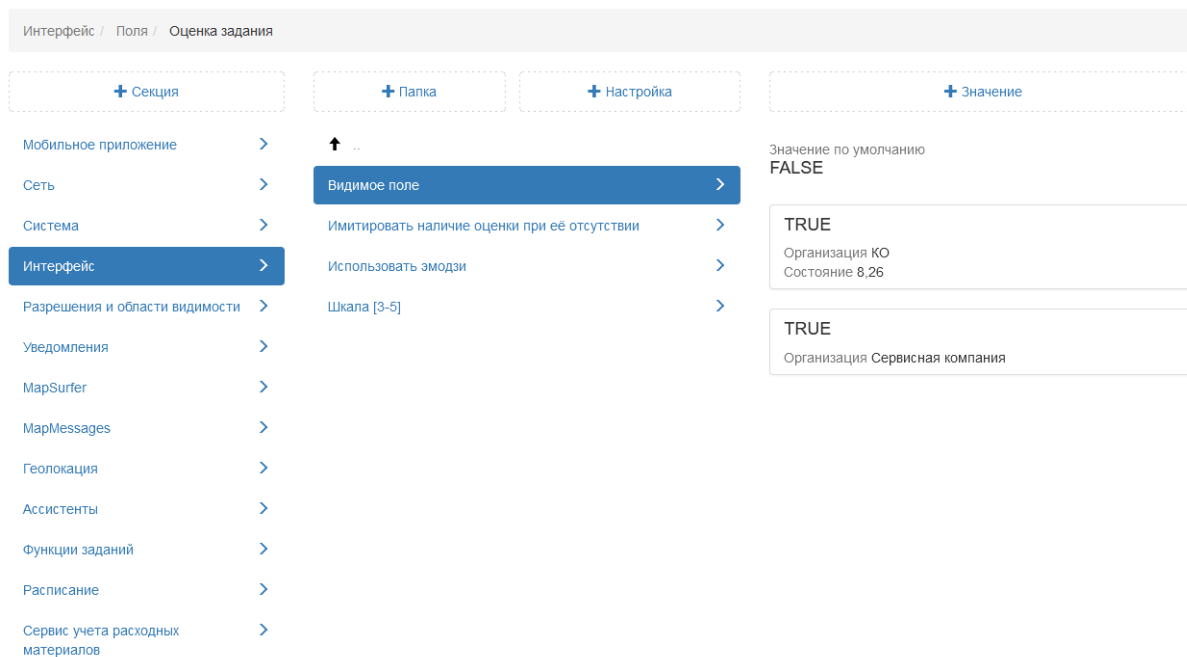 Интерфейс / Поля / Оценка задания
+ Секция
+ Папка
+ Настройка
+ Значение
Мобильное приложение
Сеть
Система
Интерфейс
Разрешения и области видимости
Уведомления
MapSurfer
MapMessages
Геолокация
Ассистенты
Функции заданий
Расписание
Сервис учета расходных
материалов
..
Видимое поле
Имитировать наличие оценки при её отсутствии
Использовать эмодзи
Шкала [3-5]
Значение по умолчанию
FALSE
TRUE
Организация КО
Состояние 8,26
TRUE
Организация Сервисная компания